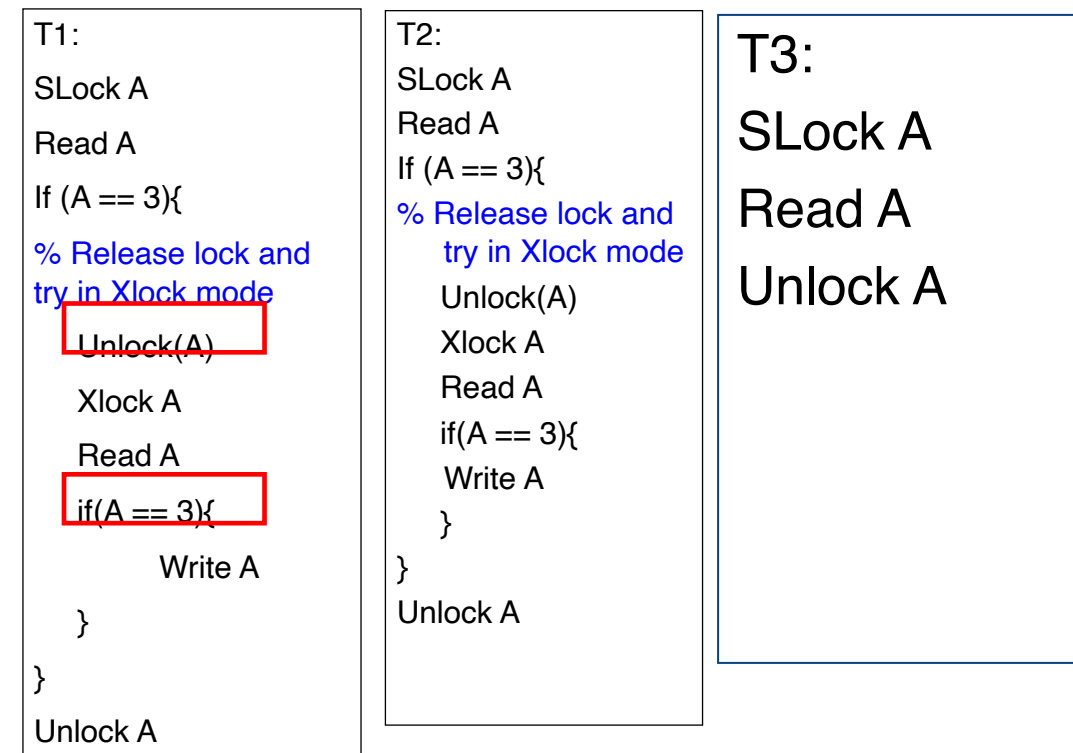 T1:
SLock A
Read A
If (A == 3){
% Release lock and
try in Xlock mode
Unlock(A)
Xlock A
Read A
if(A == 3){
Write A
}
}
Unlock A
T2:
SLock A
Read A
If (A == 3){
% Release lock and
try in Xlock mode
Unlock(A)
Xlock A
Read A
if(A == 3){
Write A
}
}
Unlock A
T3:
SLock A
Read A
Unlock A